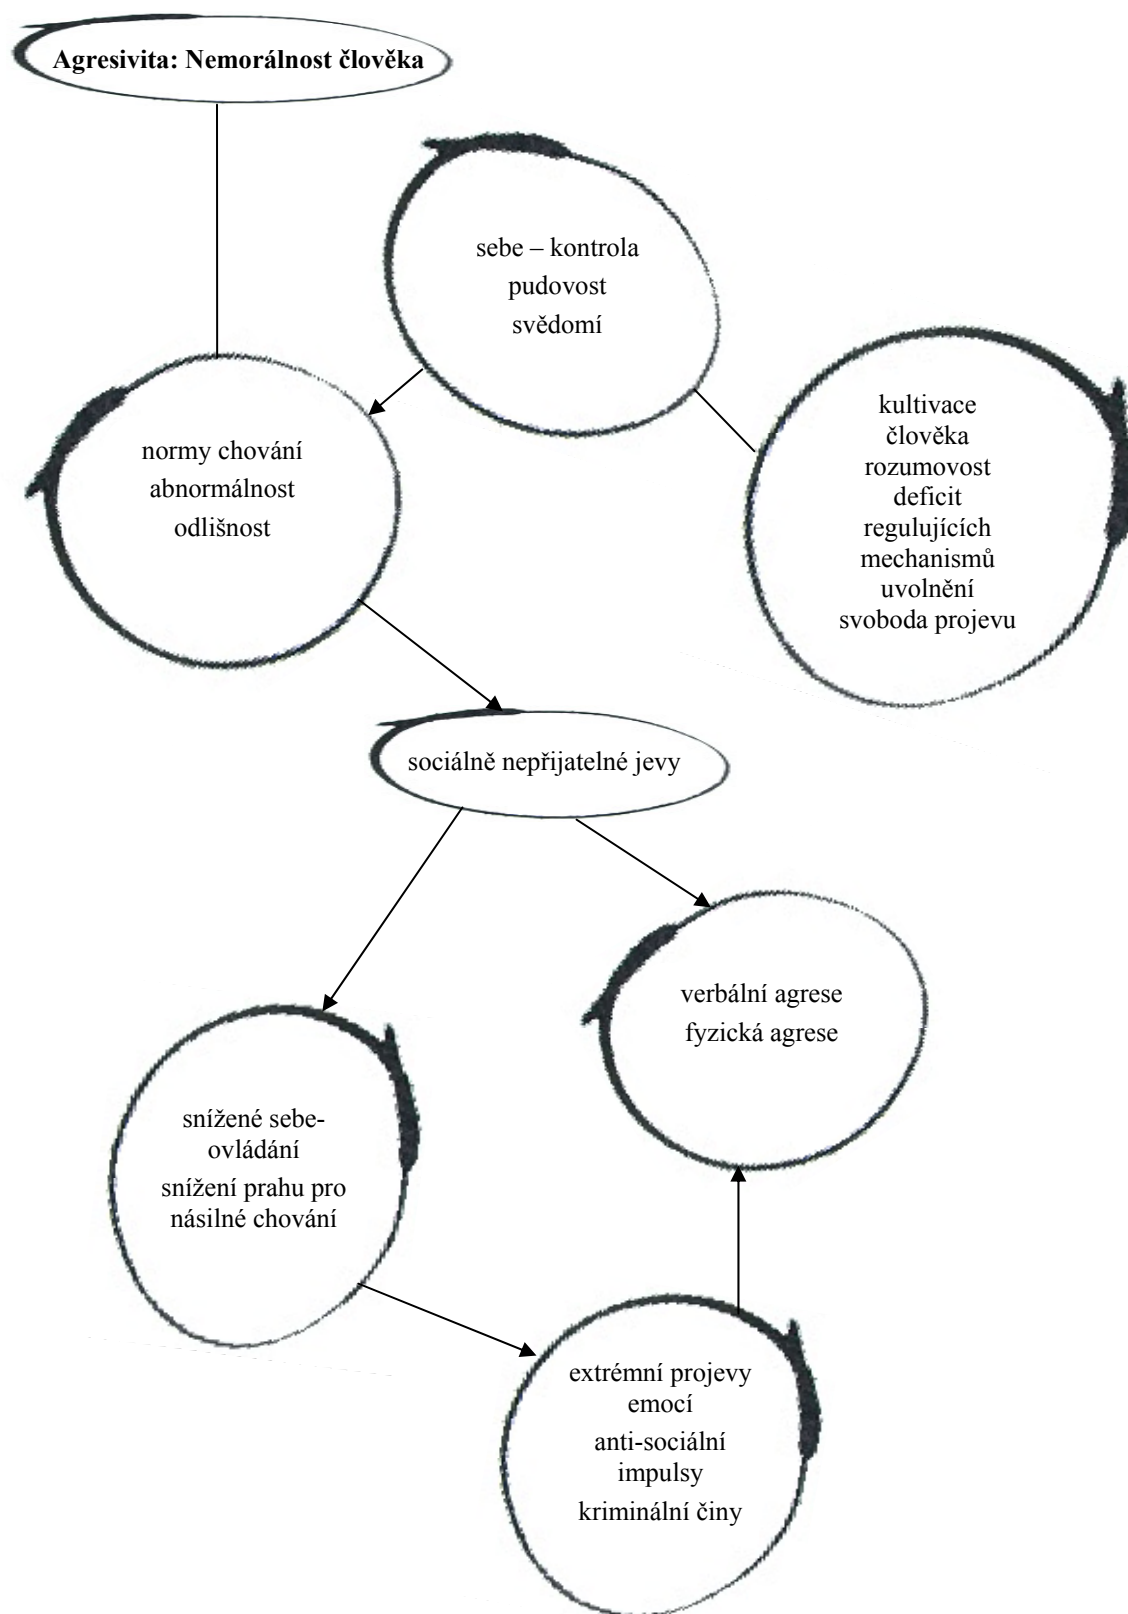 Agresivita: Nemorálnost člověka
sebe – kontrola
pudovost
svědomí
kultivace
člověka
rozumovost
deficit
regulujících
mechanismů
uvolnění
svoboda projevu
normy chování
abnormálnost
odlišnost
sociálně nepřijatelné jevy
verbální agrese
fyzická agrese
snížené sebe-
ovládání
snížení prahu pro
násilné chování
extrémní projevy
emocí
anti-sociální
impulsy
kriminální činy